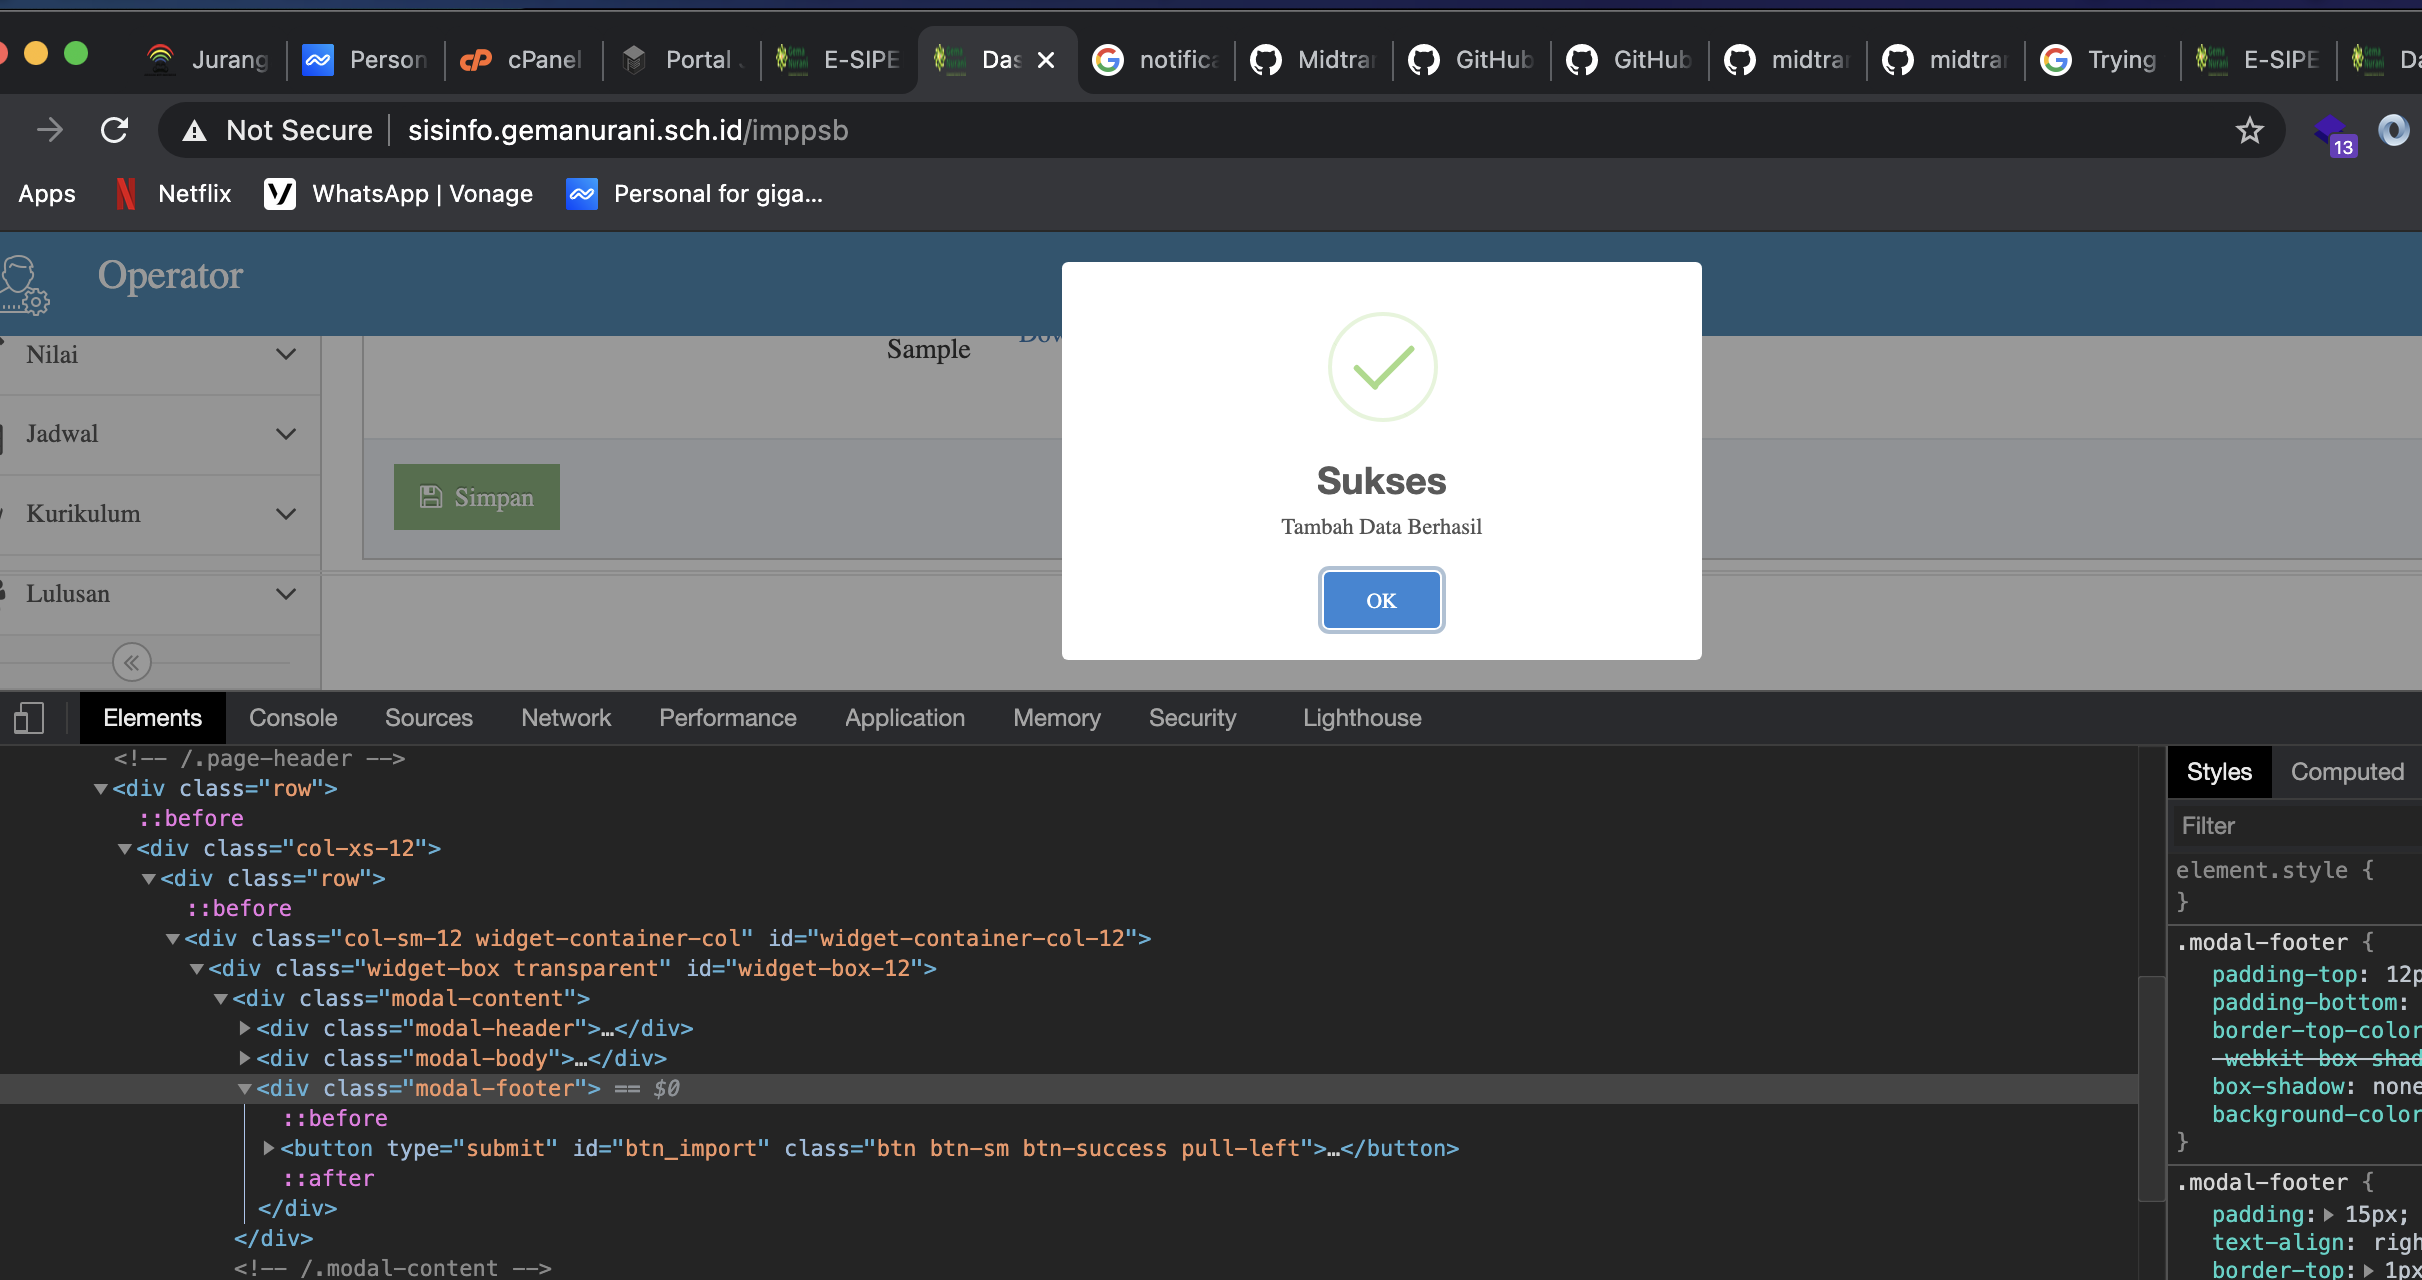 Jurang Person cPanel Portal E-SIPE Das notifica Midtran GitHub GitHub midtran midtran Trying E-SIPE Da
Not Secure sisinfo.gemanurani.sch.id/imppsb
13
Apps Netflix WhatsApp | Vonage Personal for giga...
Operator
Nilai
Jadwal
Kurikulum
Lulusan
Sample
Simpan
Sukses
Tambah Data Berhasil
OK
Elements Console Sources Network Performance Application Memory Security Lighthouse
<!-- /.page-header -->
<div class="row">
::before
<div class="col-xs-12">
<div class="row">
::before
<div class="col-sm-12 widget-container-col" id="widget-container-col-12">
<div class="widget-box transparent" id="widget-box-12">
<div class="modal-content">
<div class="modal-header">…</div>
<div class="modal-body">…</div>
<div class="modal-footer"> == $0
::before
<button type="submit" id="btn_import" class="btn btn-sm btn-success pull-left">…</button>
::after
</div>
</div>
<!-- /.modal-content -->
Styles Computed
Filter
element.style {
}
.modal-footer {
padding-top: 12p
padding-bottom:
border-top-color
-webkit-box-shad
box-shadow: none
background-color
}
.modal-footer {
padding: 15px;
text-align: righ
border-top: 1px